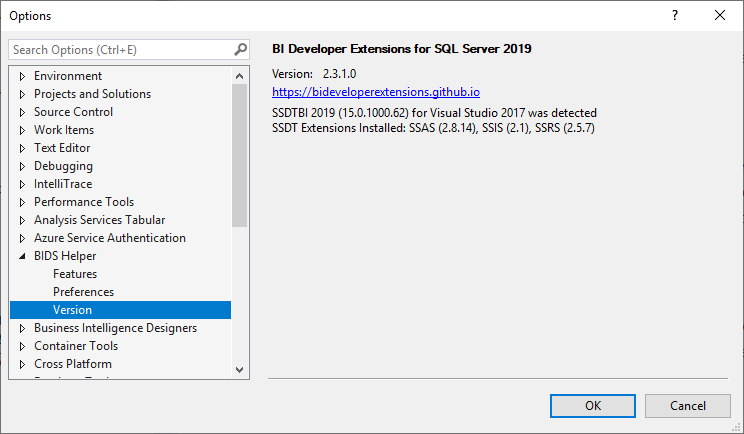 Options
Search Options (Ctrl+E)
Environment
Projects and Solutions
Source Control
Work Items
Text Editor
Debugging
IntelliTrace
Performance Tools
Analysis Services Tabular
Azure Service Authentication
BIDS Helper
Features
Preferences
Version
Business Intelligence Designers
Container Tools
Cross Platform
BI Developer Extensions for SQL Server 2019
Version: 2.3.1.0
https://bideveloperextensions.github.io
SSDTBI 2019 (15.0.1000.62) for Visual Studio 2017 was detected
SSDT Extensions Installed: SSAS (2.8.14), SSIS (2.1), SSRS (2.5.7)
OK
Cancel